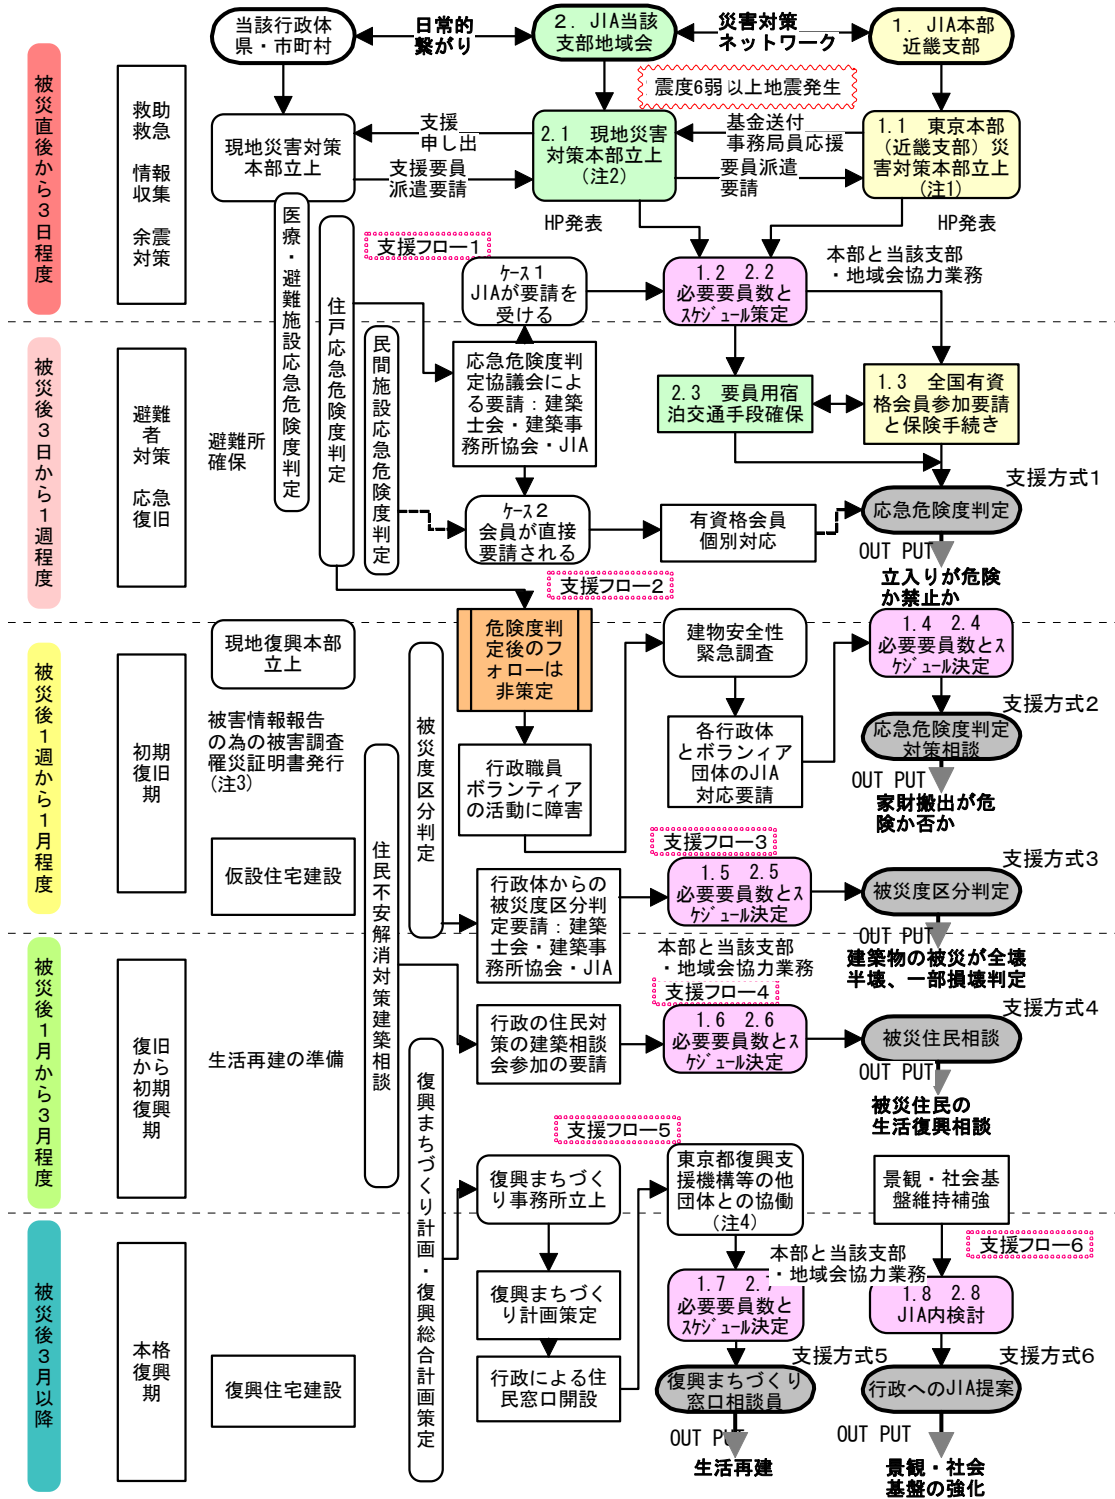 当該行政体
県・市町村
日常的
繋がり
2．JIA当該
支部地域会
災害対策
ネットワーク
1．JIA本部
近畿支部
被災直後から3日程度
救助
救急
情報
収集
余震
対策
震度6弱以上地震発生
現地災害対策
本部立上
支援
申し出
支援要員
派遣要請
2.1 現地災害
対策本部立上
(注2)
基金送付
事務局員応援
要員派遣
要請
1.1 東京本部
(近畿支部)災
害対策本部立上
(注1)
HP発表
HP発表
医療・避難施設応急危険度判定
住戸応急危険度判定
民間施設応急危険度判定
支援フロー1
ｹｰｽ1
JIAが要請を
受ける
1.2 2.2
必要要員数と
ｽｹｼﾞｭｰﾙ策定
本部と当該支部
・地域会協力業務
被災後3日から1週程度
避難
者
対策
応急
復旧
避難所
確保
応急危険度判
定協議会によ
る要請：建築
士会・建築事
務所協会・JIA
2.3 要員用宿
泊交通手段確保
1.3 全国有資
格会員参加要請
と保険手続き
支援方式1
ｹｰｽ2
会員が直接
要請される
有資格会員
個別対応
応急危険度判定
OUT PUT
立入りが危険
か禁止か
支援フロー2
被災後1週から1月程度
初期
復旧
期
現地復興本部
立上
被害情報報告
の為の被害調査
罹災証明書発行
(注3)
仮設住宅建設
被災度区分判定
住民不安解消対策建築相談
危険度判
定後のフ
ォローは
非策定
建物安全性
緊急調査
1.4 2.4
必要要員数とｽ
ｹｼﾞｭｰﾙ決定
支援方式2
行政職員
ボランティア
の活動に障害
各行政体
とボランィア
団体のJIA
対応要請
応急危険度判定
対策相談
OUT PUT
家財搬出が危
険か否か
支援フロー3
行政体からの
被災度区分判
定要請：建築
士会・建築事
務所協会・JIA
1.5 2.5
必要要員数とｽ
ｹｼﾞｭｰﾙ決定
支援方式3
被災度区分判定
OUT PUT
建築物の被災が全壊
半壊、一部損壊判定
本部と当該支部
・地域会協力業務
被災後1月から3月程度
復旧
から
初期
復興
期
生活再建の準備
復興まちづくり計画・復興総合計画策定
支援フロー4
行政の住民対
策の建築相談
会参加の要請
1.6 2.6
必要要員数とｽ
ｹｼﾞｭｰﾙ決定
支援方式4
被災住民相談
OUT PUT
被災住民の
生活復興相談
支援フロー5
復興まちづく
り事務所立上
東京都復興支
援機構等の他
団体との協働
(注4)
景観・社会基
盤維持補強
支援フロー6
本部と当該支部
・地域会協力業務
被災後3月以降
本格
復興
期
復興住宅建設
復興まちづく
り計画策定
1.7 2.7
必要要員数と
ｽｹｼﾞｭｰﾙ決定
1.8 2.8
JIA内検討
行政による住
民窓口開設
支援方式5
復興まちづくり
窓口相談員
支援方式6
行政へのJIA提案
OUT PUT
生活再建
OUT PUT
景観・社会
基盤の強化